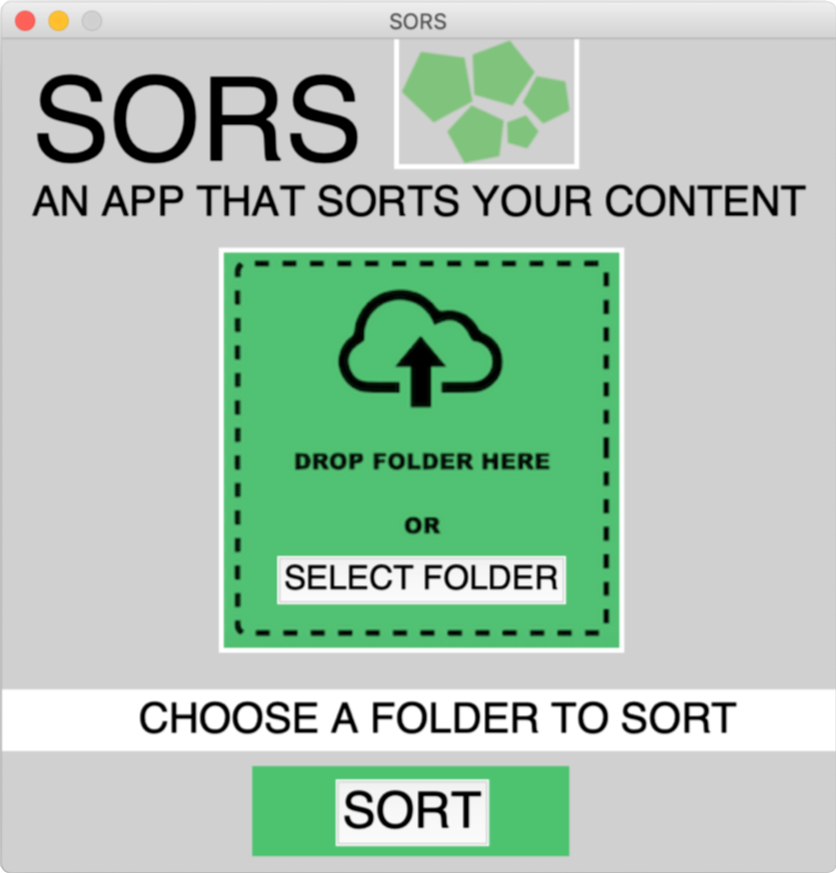 SORS
SORS
AN APP THAT SORTS YOUR CONTENT
DROP FOLDER HERE
OR
SELECT FOLDER
CHOOSE A FOLDER TO SORT
SORT